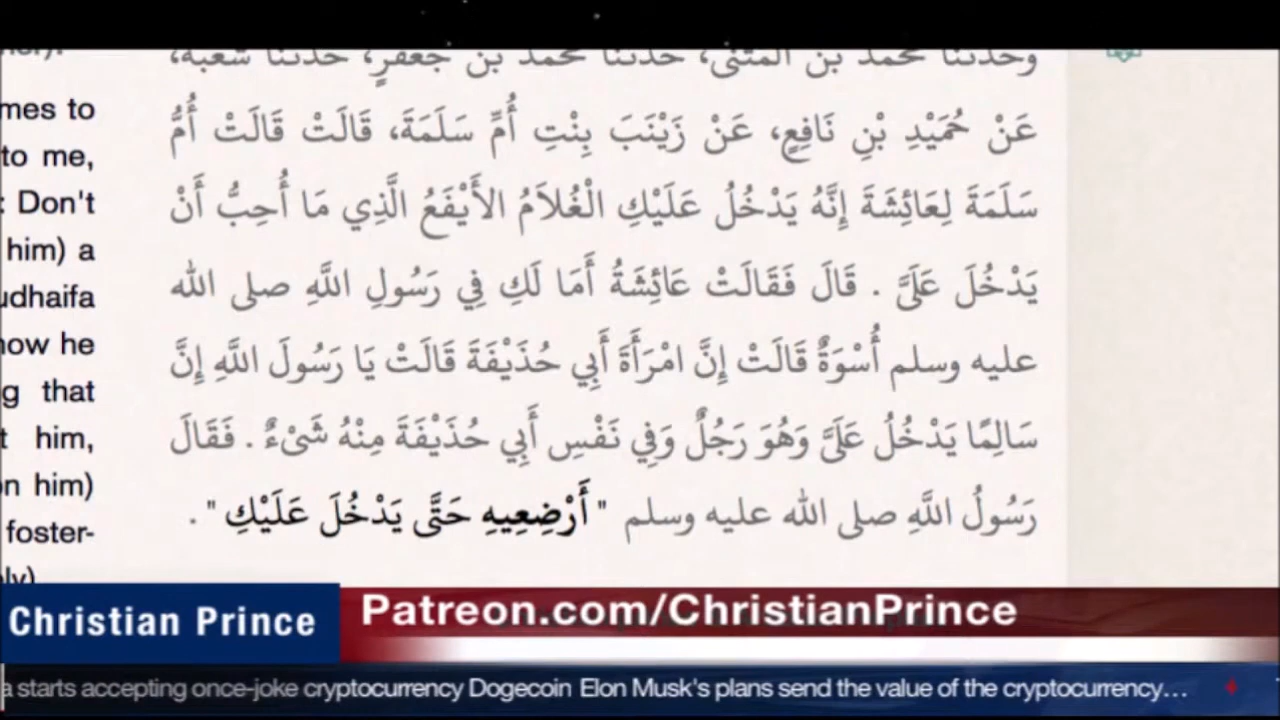 mes to
to me,
: Don't
him) a
udhaifa
now he
g that
t him,
on him)
foster-
وحدثنا محمد بن المثنى، حدثنا محمد بن جعفر، حدثنا شعبة،
عَنْ حُمَيْدِ بْنِ نَافِعٍ، عَنْ زَيْنَبَ بِنْتِ أُمِّ سَلَمَةَ، قَالَتْ قَالَتْ أُمُّ
سَلَمَةَ لِعَائِشَةَ إِنَّهُ يَدْخُلُ عَلَيْكِ الْغُلاَمُ الأَيْفَعُ الَّذِي مَا أُحِبُّ أَنْ
يَدْخُلَ عَلَىَّ ‏.‏ قَالَ فَقَالَتْ عَائِشَةُ أَمَا لَكِ فِي رَسُولِ اللَّهِ صلى الله
عليه وسلم أُسْوَةٌ قَالَتْ إِنَّ امْرَأَةَ أَبِي حُذَيْفَةَ قَالَتْ يَا رَسُولَ اللَّهِ إِنَّ
سَالِمًا يَدْخُلُ عَلَىَّ وَهُوَ رَجُلٌ وَفِي نَفْسِ أَبِي حُذَيْفَةَ مِنْهُ شَىْءٌ ‏.‏ فَقَالَ
رَسُولُ اللَّهِ صلى الله عليه وسلم ‏"‏ أَرْضِعِيهِ حَتَّى يَدْخُلَ عَلَيْكِ ‏"‏ ‏.‏
Christian Prince
Patreon.com/ChristianPrince
a starts accepting once-joke cryptocurrency Dogecoin Elon Musk's plans send the value of the cryptocurrency…